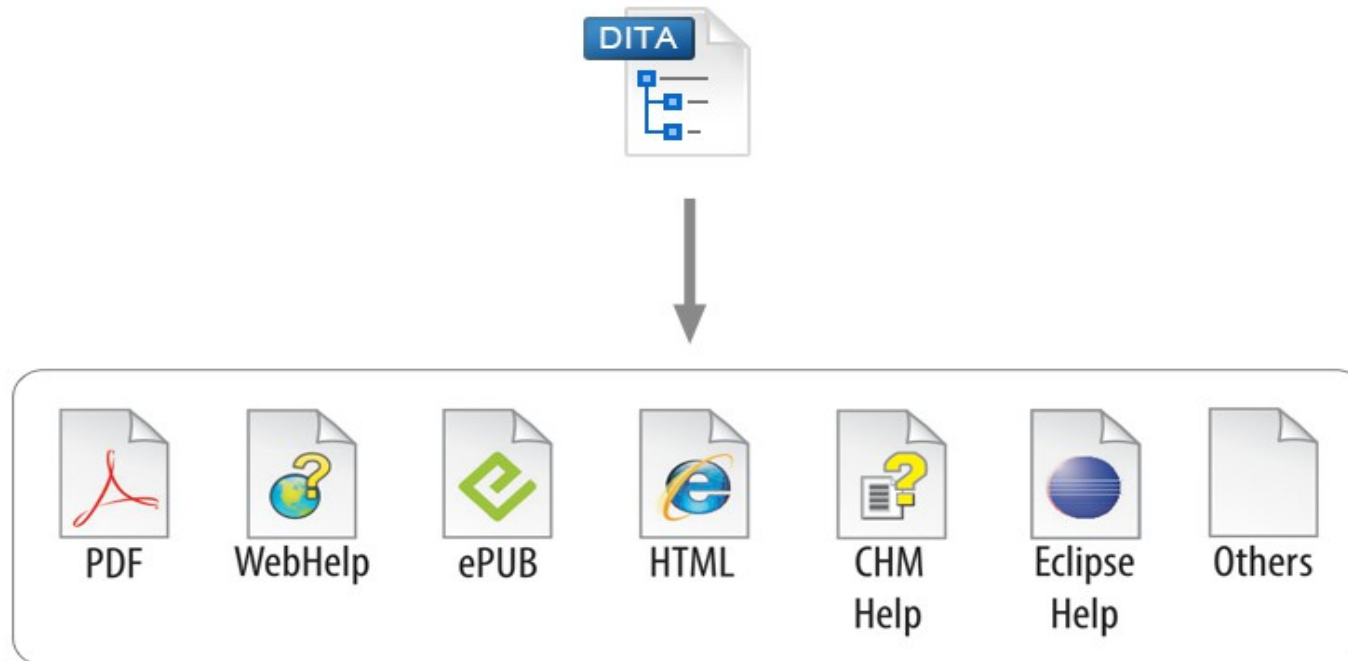 DITA
PDF
WebHelp
ePUB
HTML
CHM
Help
Eclipse
Help
Others